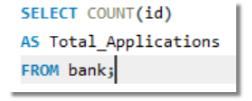 SELECT COUNT(id)
AS Total_Applications
FROM bank;